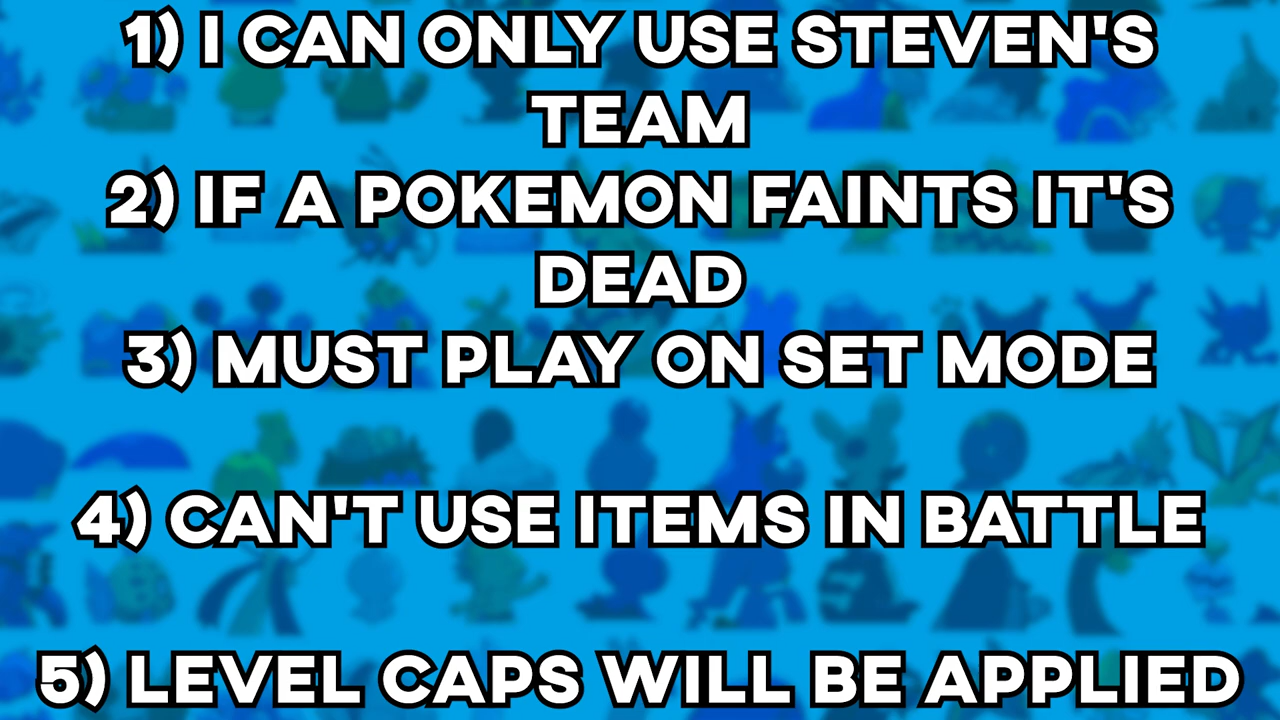 1) I CAN ONLY USE STEVEN'S
TEAM
2) IF A POKEMON FAINTS IT'S
DEAD
3) MUST PLAY ON SET MODE
4) CAN'T USE ITEMS IN BATTLE
5) LEVEL CAPS WILL BE APPLIED